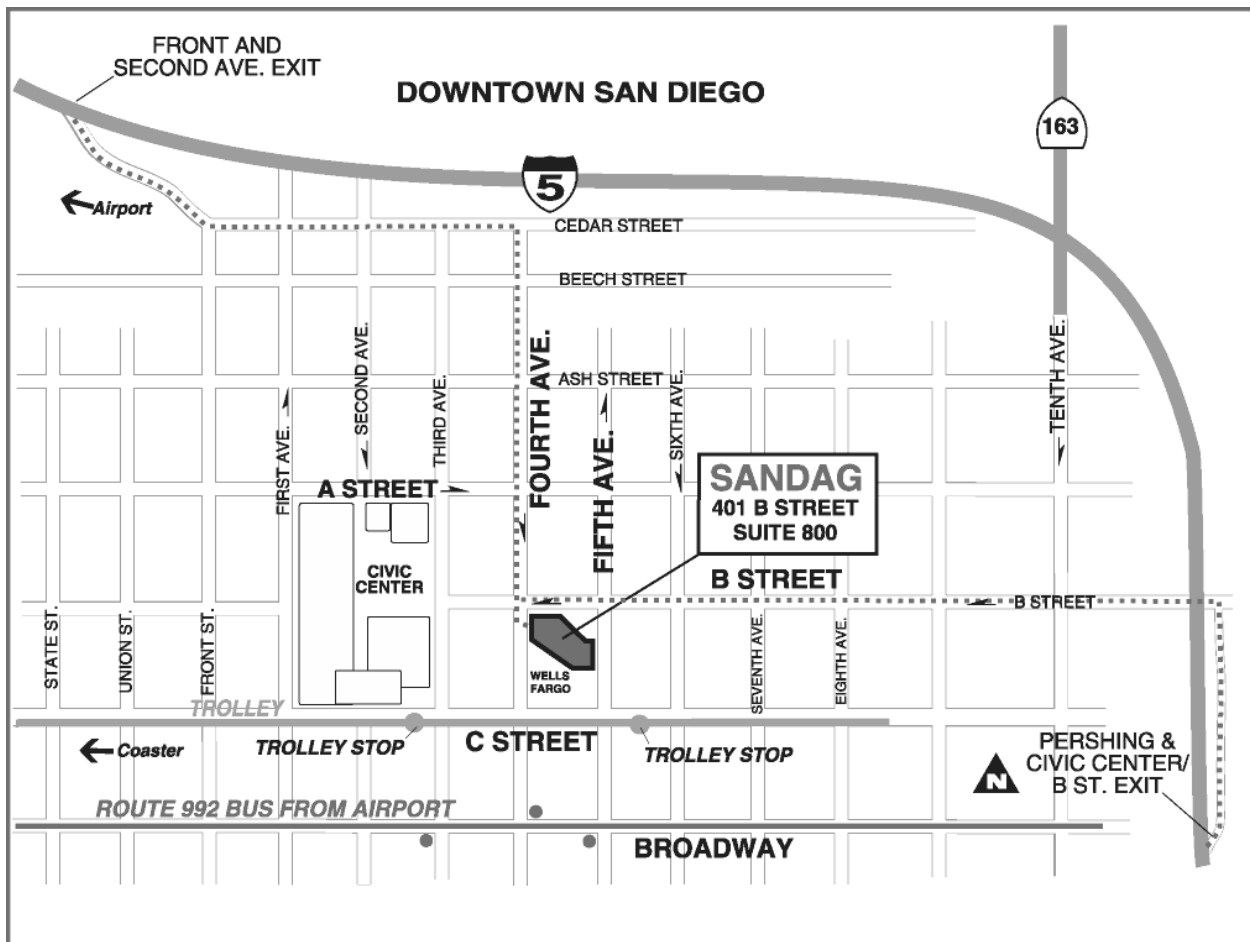 FRONT AND
SECOND AVE. EXIT
DOWNTOWN SAN DIEGO
163
5
Airport
CEDAR STREET
BEECH STREET
ASH STREET
FIRST AVE.
SECOND AVE.
THIRD AVE.
FOURTH AVE.
FIFTH AVE.
SIXTH AVE.
TENTH AVE.
A STREET
SANDAG
401 B STREET
SUITE 800
CIVIC
CENTER
B STREET
B STREET
STATE ST.
UNION ST.
FRONT ST.
WELLS
FARGO
SEVENTH AVE.
EIGHTH AVE.
TROLLEY
TROLLEY STOP
C STREET
TROLLEY STOP
Coaster
PERSHING &
CIVIC CENTER/
B ST. EXIT
N
ROUTE 992 BUS FROM AIRPORT
BROADWAY